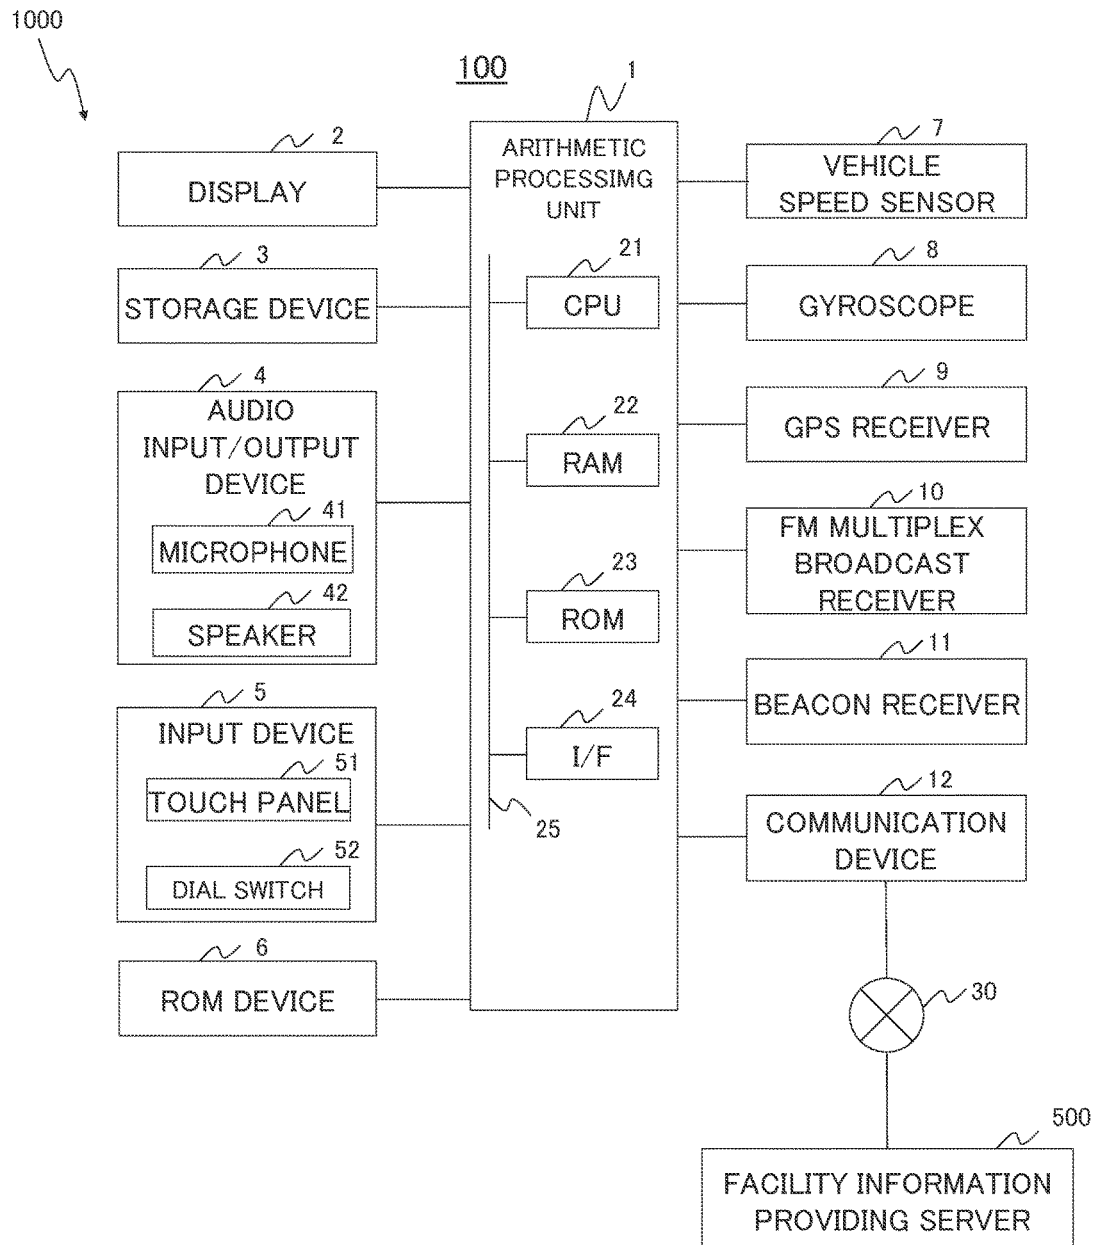 1000
100
1
ARITHMETIC
PROCESSIMG
UNIT
2
DISPLAY
3
STORAGE DEVICE
4
AUDIO
INPUT/OUTPUT
DEVICE
41
MICROPHONE
42
SPEAKER
5
INPUT DEVICE
51
TOUCH PANEL
52
DIAL SWITCH
6
ROM DEVICE
21
CPU
22
RAM
23
ROM
24
I/F
25
7
VEHICLE
SPEED SENSOR
8
GYROSCOPE
9
GPS RECEIVER
10
FM MULTIPLEX
BROADCAST
RECEIVER
11
BEACON RECEIVER
12
COMMUNICATION
DEVICE
30
500
FACILITY INFORMATION
PROVIDING SERVER